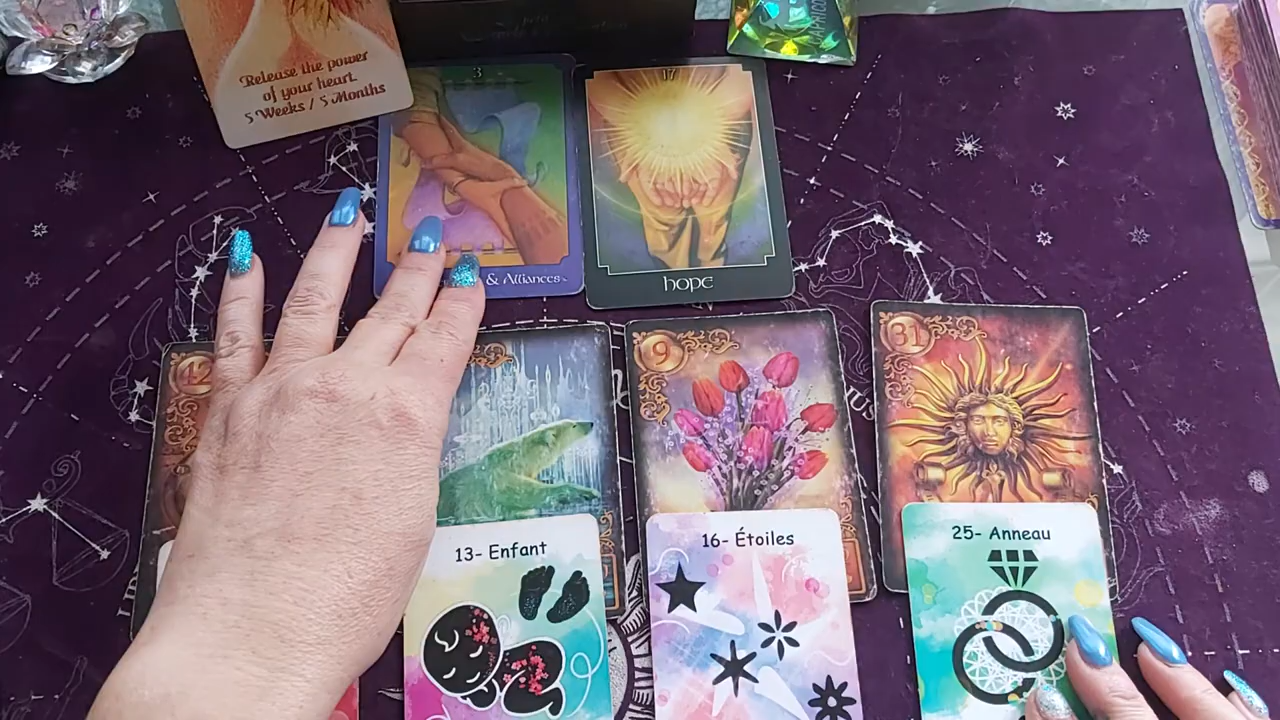 Release the power
of your heart.
5 Weeks / 5 Months
3
& Alliances
17
hope
9
31
13- Enfant
16- Étoiles
25- Anneau